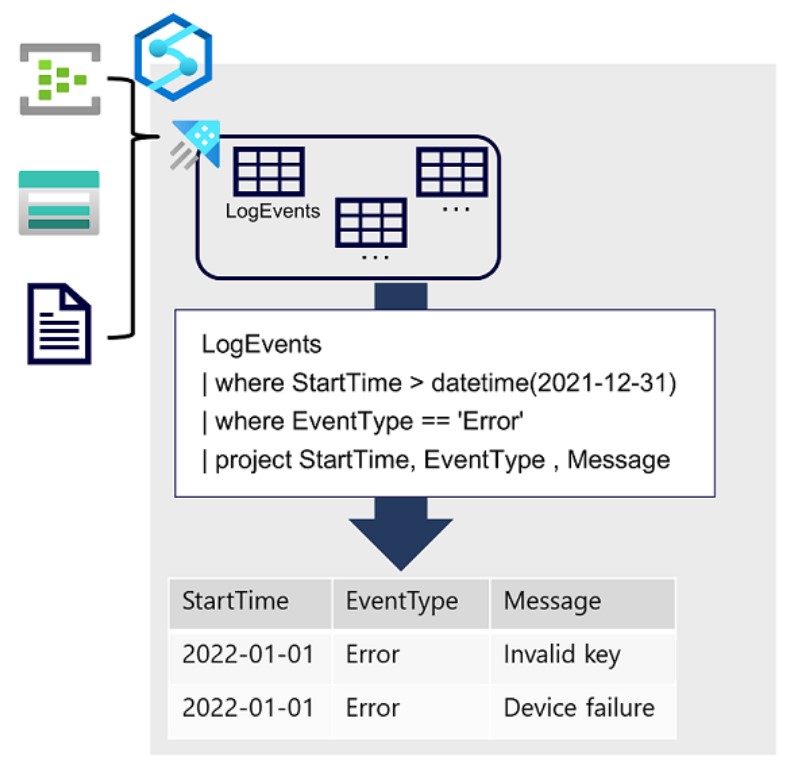 LogEvents
...
...
LogEvents
| where StartTime > datetime(2021-12-31)
| where EventType == 'Error'
| project StartTime, EventType , Message
StartTime EventType Message
2022-01-01 Error Invalid key
2022-01-01 Error Device failure